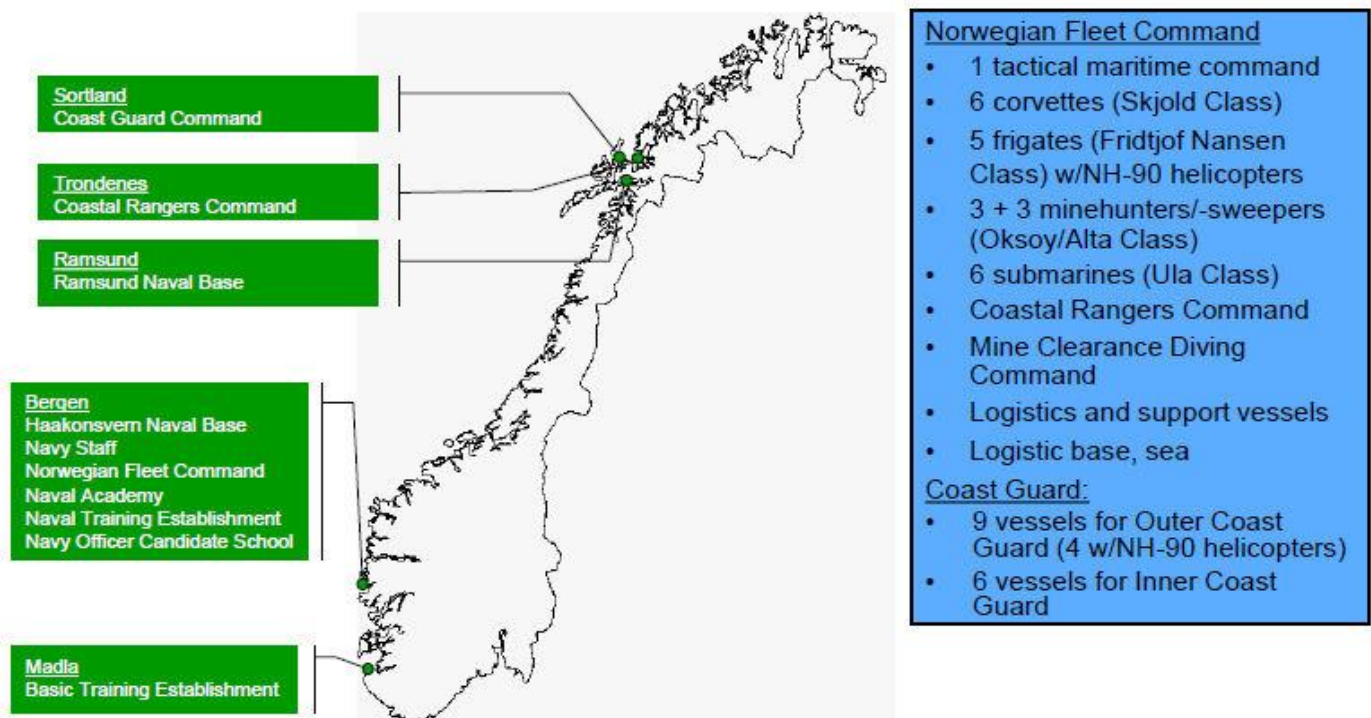 Sortland
Coast Guard Command
Trondenes
Coastal Rangers Command
Ramsund
Ramsund Naval Base
Bergen
Haakonsvern Naval Base
Navy Staff
Norwegian Fleet Command
Naval Academy
Naval Training Establishment
Navy Officer Candidate School
Madla
Basic Training Establishment
Norwegian Fleet Command
• 1 tactical maritime command
• 6 corvettes (Skjold Class)
• 5 frigates (Fridtjof Nansen
Class) w/NH-90 helicopters
• 3 + 3 minehunters/-sweepers
(Oksoy/Alta Class)
• 6 submarines (Ula Class)
• Coastal Rangers Command
• Mine Clearance Diving
Command
• Logistics and support vessels
• Logistic base, sea
Coast Guard:
• 9 vessels for Outer Coast
Guard (4 w/NH-90 helicopters)
• 6 vessels for Inner Coast
Guard